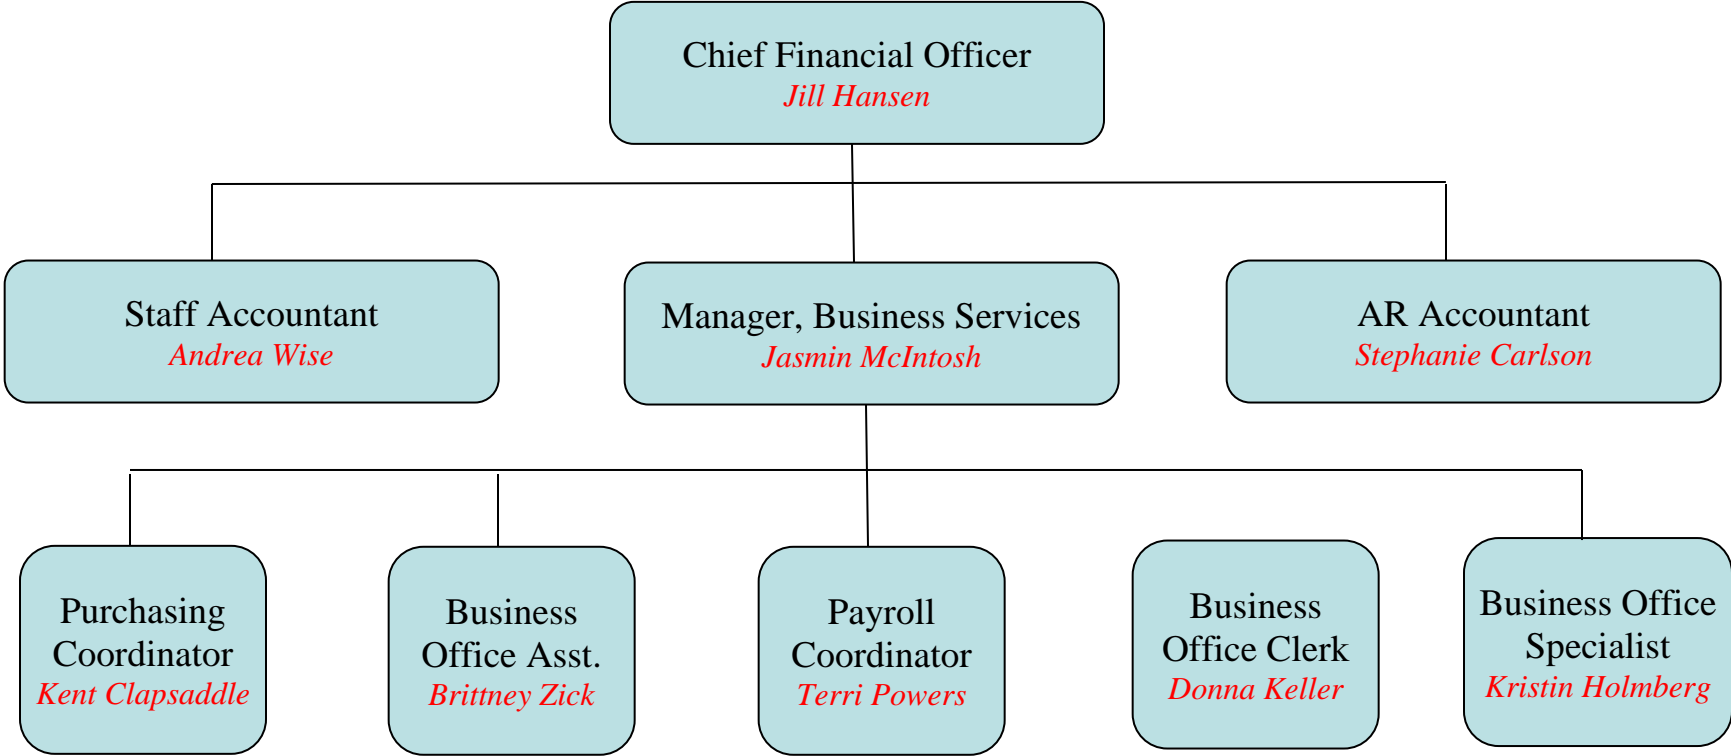 Chief Financial Officer
Jill Hansen
Staff Accountant
Andrea Wise
Manager, Business Services
Jasmin McIntosh
AR Accountant
Stephanie Carlson
Purchasing
Coordinator
Kent Clapsaddle
Business
Office Asst.
Brittney Zick
Payroll
Coordinator
Terri Powers
Business
Office Clerk
Donna Keller
Business Office
Specialist
Kristin Holmberg